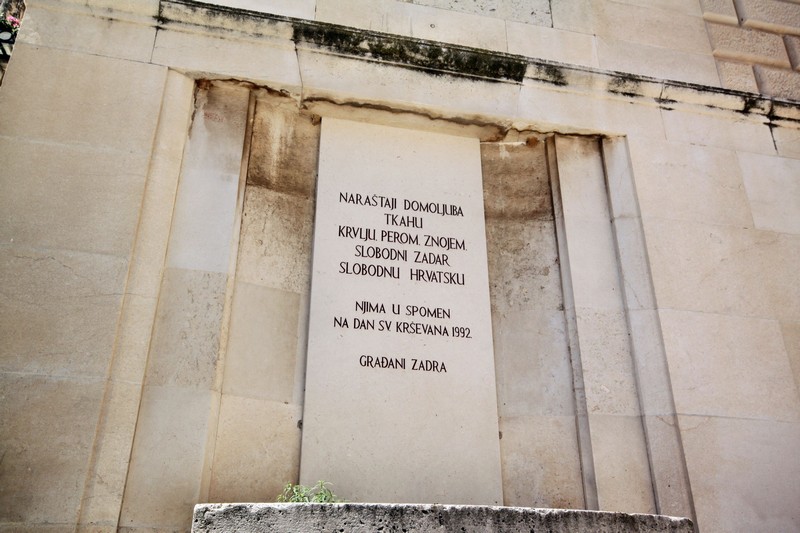 NARAŠTAJI DOMOLJUBA
TKAHU
KRVLJU, PEROM, ZNOJEM,
SLOBODNI ZADAR
SLOBODNU HRVATSKU
NJIMA U SPOMEN
NA DAN SV KRŠEVANA 1992.
GRAĐANI ZADRA